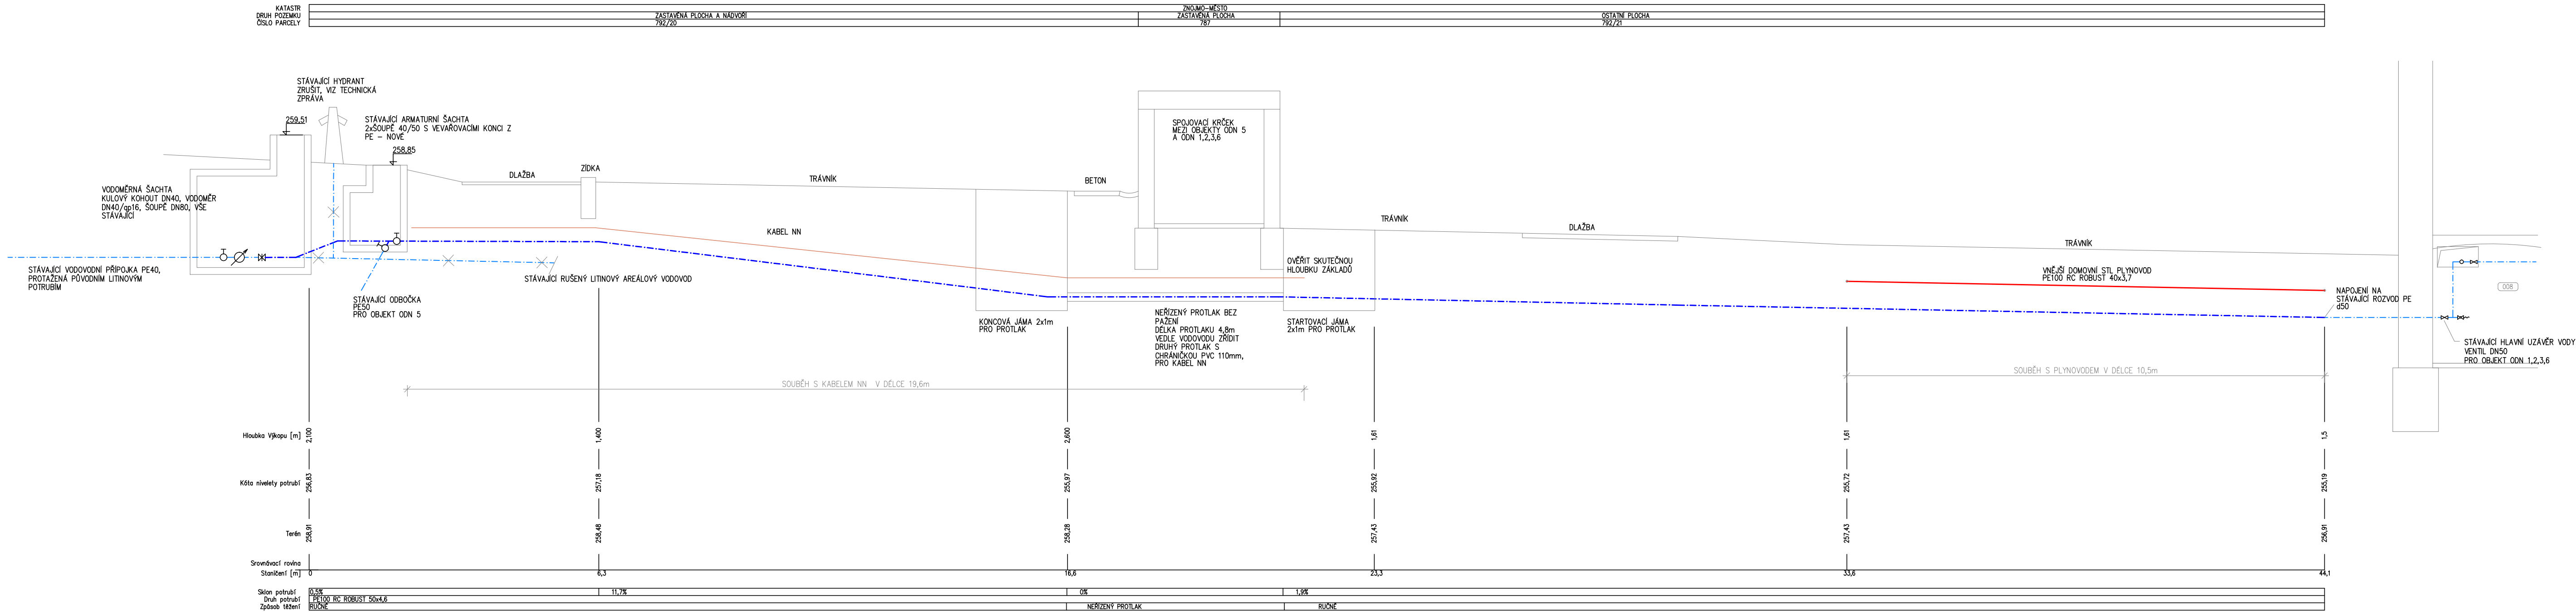 KATASTR
ZNOJMO-MĚSTO
DRUH POZEMKU
ZASTAVĚNÁ PLOCHA A NÁDVOŘÍ
ZASTAVĚNÁ PLOCHA
OSTATNÍ PLOCHA
ČÍSLO PARCELY
792/20
787
792/21
STÁVAJÍCÍ HYDRANT
ZRUŠIT, VIZ TECHNICKÁ
ZPRÁVA
259,51
STÁVAJÍCÍ ARMATURNÍ ŠACHTA
2xŠOUPĚ 40/50 S VEVAŘOVACÍMI KONCI Z
PE - NOVÉ
258,85
VODOMĚRNÁ ŠACHTA
KULOVÝ KOHOUT DN40, VODOMĚR
DN40/qp16, ŠOUPĚ DN80, VŠE
STÁVAJÍCÍ
DLAŽBA
ZÍDKA
TRÁVNÍK
BETON
SPOJOVACÍ KRČEK
MEZI OBJEKTY ODN 5
A ODN 1,2,3,6
TRÁVNÍK
DLAŽBA
TRÁVNÍK
KABEL NN
STÁVAJÍCÍ VODOVODNÍ PŘÍPOJKA PE40,
PROTAŽENÁ PŮVODNÍM LITINOVÝM
POTRUBÍM
STÁVAJÍCÍ ODBOČKA
PE50
PRO OBJEKT ODN 5
STÁVAJÍCÍ RUŠENÝ LITINOVÝ AREÁLOVÝ VODOVOD
OVĚŘIT SKUTEČNOU
HLOUBKU ZÁKLADŮ
VNĚJŠÍ DOMOVNÍ STL PLYNOVOD
PE100 RC ROBUST 40x3,7
008
NAPOJENÍ NA
STÁVAJÍCÍ ROZVOD PE
d50
KONCOVÁ JÁMA 2x1m
PRO PROTLAK
NEŘÍZENÝ PROTLAK BEZ
PAŽENÍ
DÉLKA PROTLAKU 4,8m
VEDLE VODOVODU ZŘÍDIT
DRUHÝ PROTLAK S
CHRÁNIČKOU PVC 110mm,
PRO KABEL NN
STARTOVACÍ JÁMA
2x1m PRO PROTLAK
STÁVAJÍCÍ HLAVNÍ UZÁVĚR VODY
VENTIL DN50
PRO OBJEKT ODN 1,2,3,6
SOUBĚH S KABELEM NN V DÉLCE 19,6m
SOUBĚH S PLYNOVODEM V DÉLCE 10,5m
Hloubka Výkopu [m]
2,100
1,400
2,600
1,61
1,61
1,5
Kóta nivelety potrubí
256,83
257,18
255,97
255,92
255,72
255,19
Terén
258,91
258,48
258,28
257,43
257,43
256,91
Srovnávací rovina
Staničení [m]
0
6,3
16,6
23,3
33,6
44,1
Sklon potrubí
0,5%
11,7%
0%
1,9%
Druh potrubí
PE100 RC ROBUST 50x4,6
Způsob těžení
RUČNĚ
NEŘÍZENÝ PROTLAK
RUČNĚ